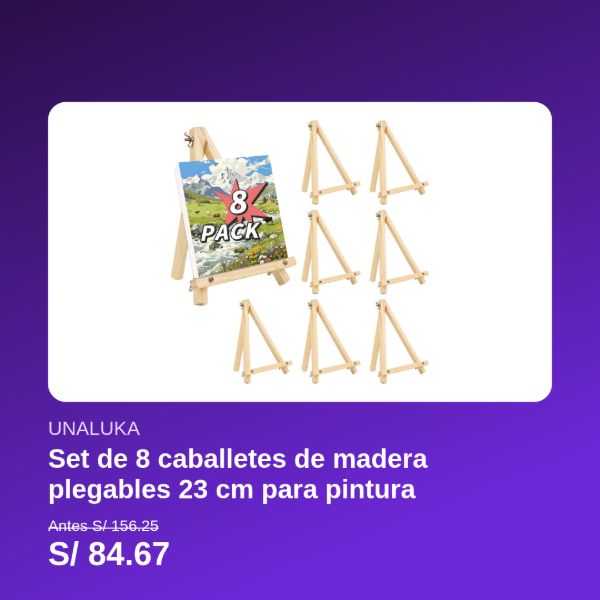 8
PACK
UNALUKA
Set de 8 caballetes de madera
plegables 23 cm para pintura
Antes S/ 156.25
S/ 84.67